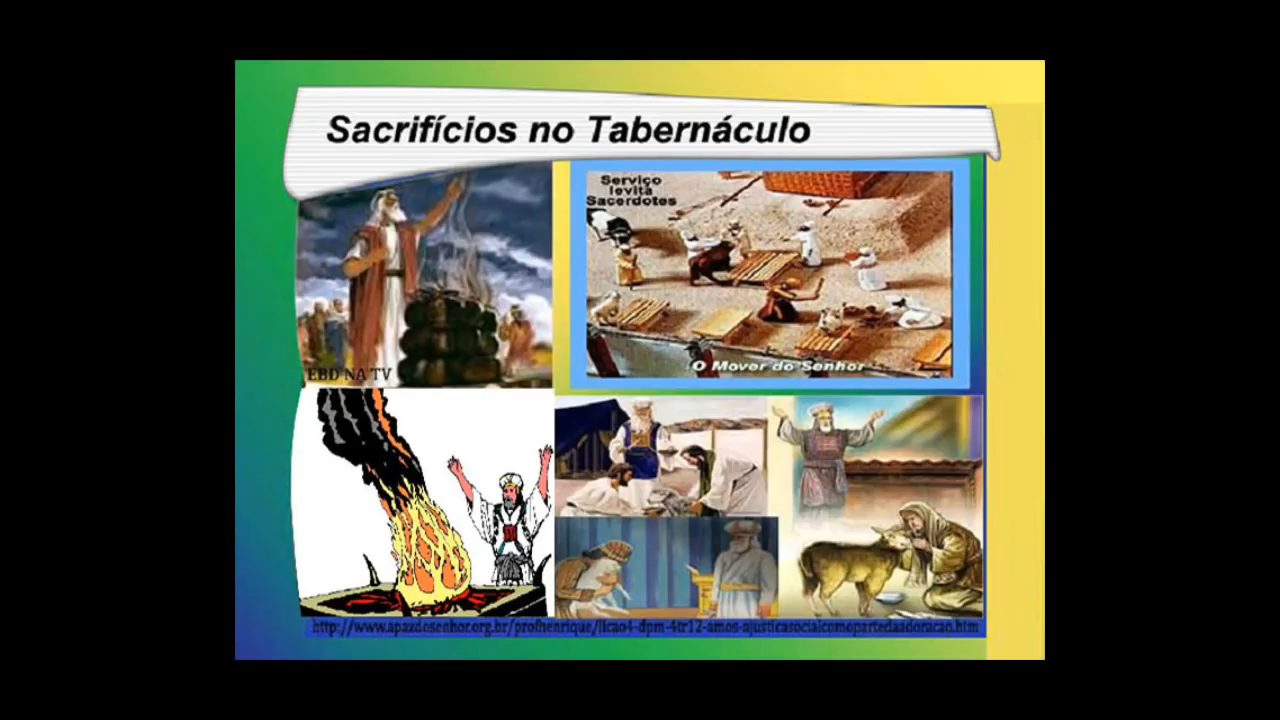 Sacrifícios no Tabernáculo
Serviço
levita
Sacerdotes
O Mover do Senhor
EBD NA TV
http://www.apazdosenhor.org.br/profhenrique/licao4-dpm-4tr12-amos-ajusticasocialcomopartedaadoracao.htm